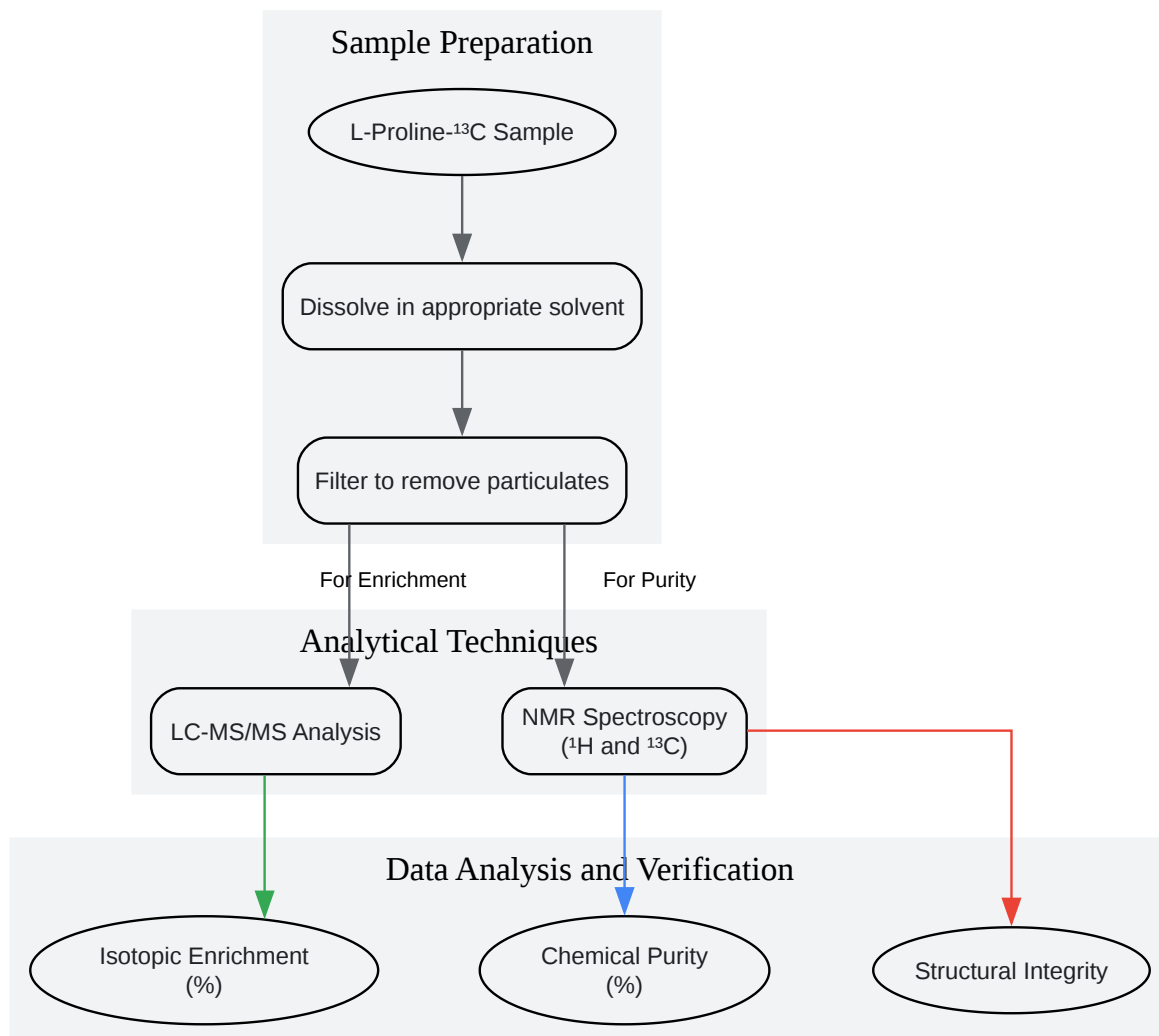 Sample Preparation
L-Proline-¹³C Sample
Dissolve in appropriate solvent
Filter to remove particulates
For Enrichment
For Purity
Analytical Techniques
LC-MS/MS Analysis
NMR Spectroscopy
(¹H and ¹³C)
Data Analysis and Verification
Isotopic Enrichment
(%)
Chemical Purity
(%)
Structural Integrity